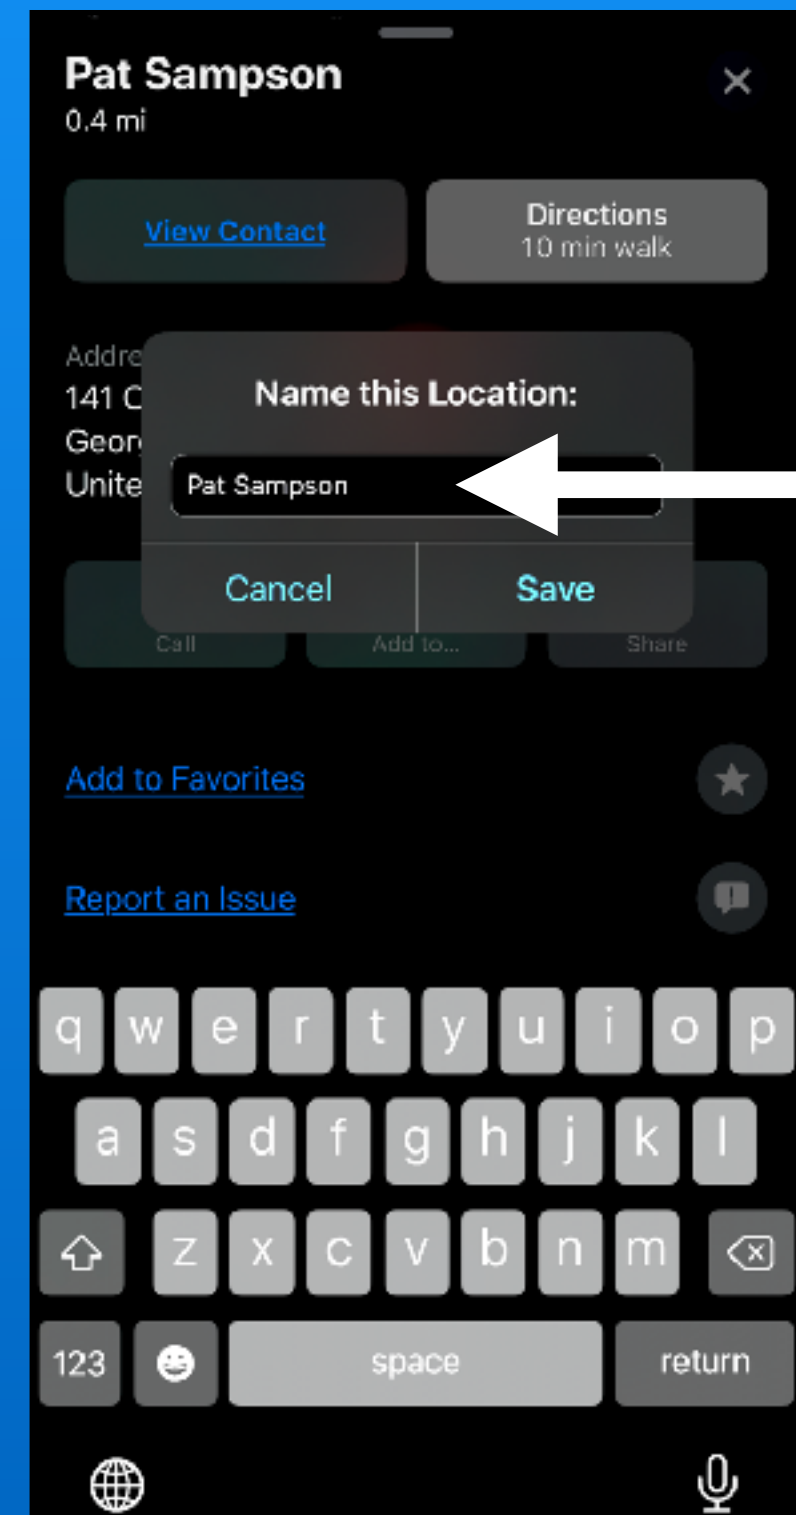 Pat Sampson
0.4 mi
View Contact
Directions
10 min walk
141
Name this Location:
Pat Sampson
Cancel
Save
Call
Add to...
Share
Add to Favorites
Report an Issue
q w e r t y u i o p
a s d f g h j k l
z x c v b n m
123
space
return